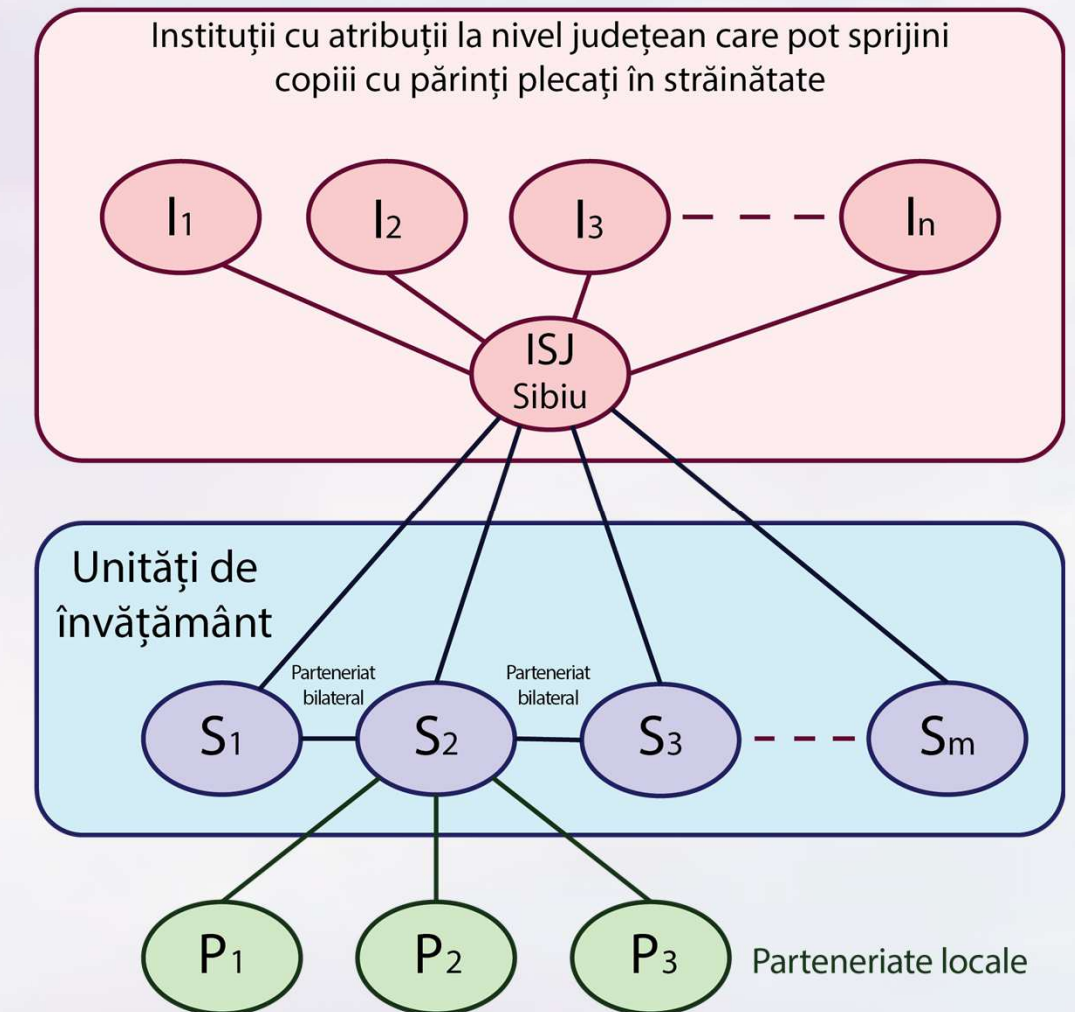 Instituții cu atribuții la nivel județean care pot sprijini
copiii cu părinți plecați în străinătate
I1
I2
I3
In
ISJ
Sibiu
Unități de
învățământ
Parteneriat
bilateral
Parteneriat
bilateral
S1
S2
S3
Sm
P1
P2
P3
Parteneriate locale